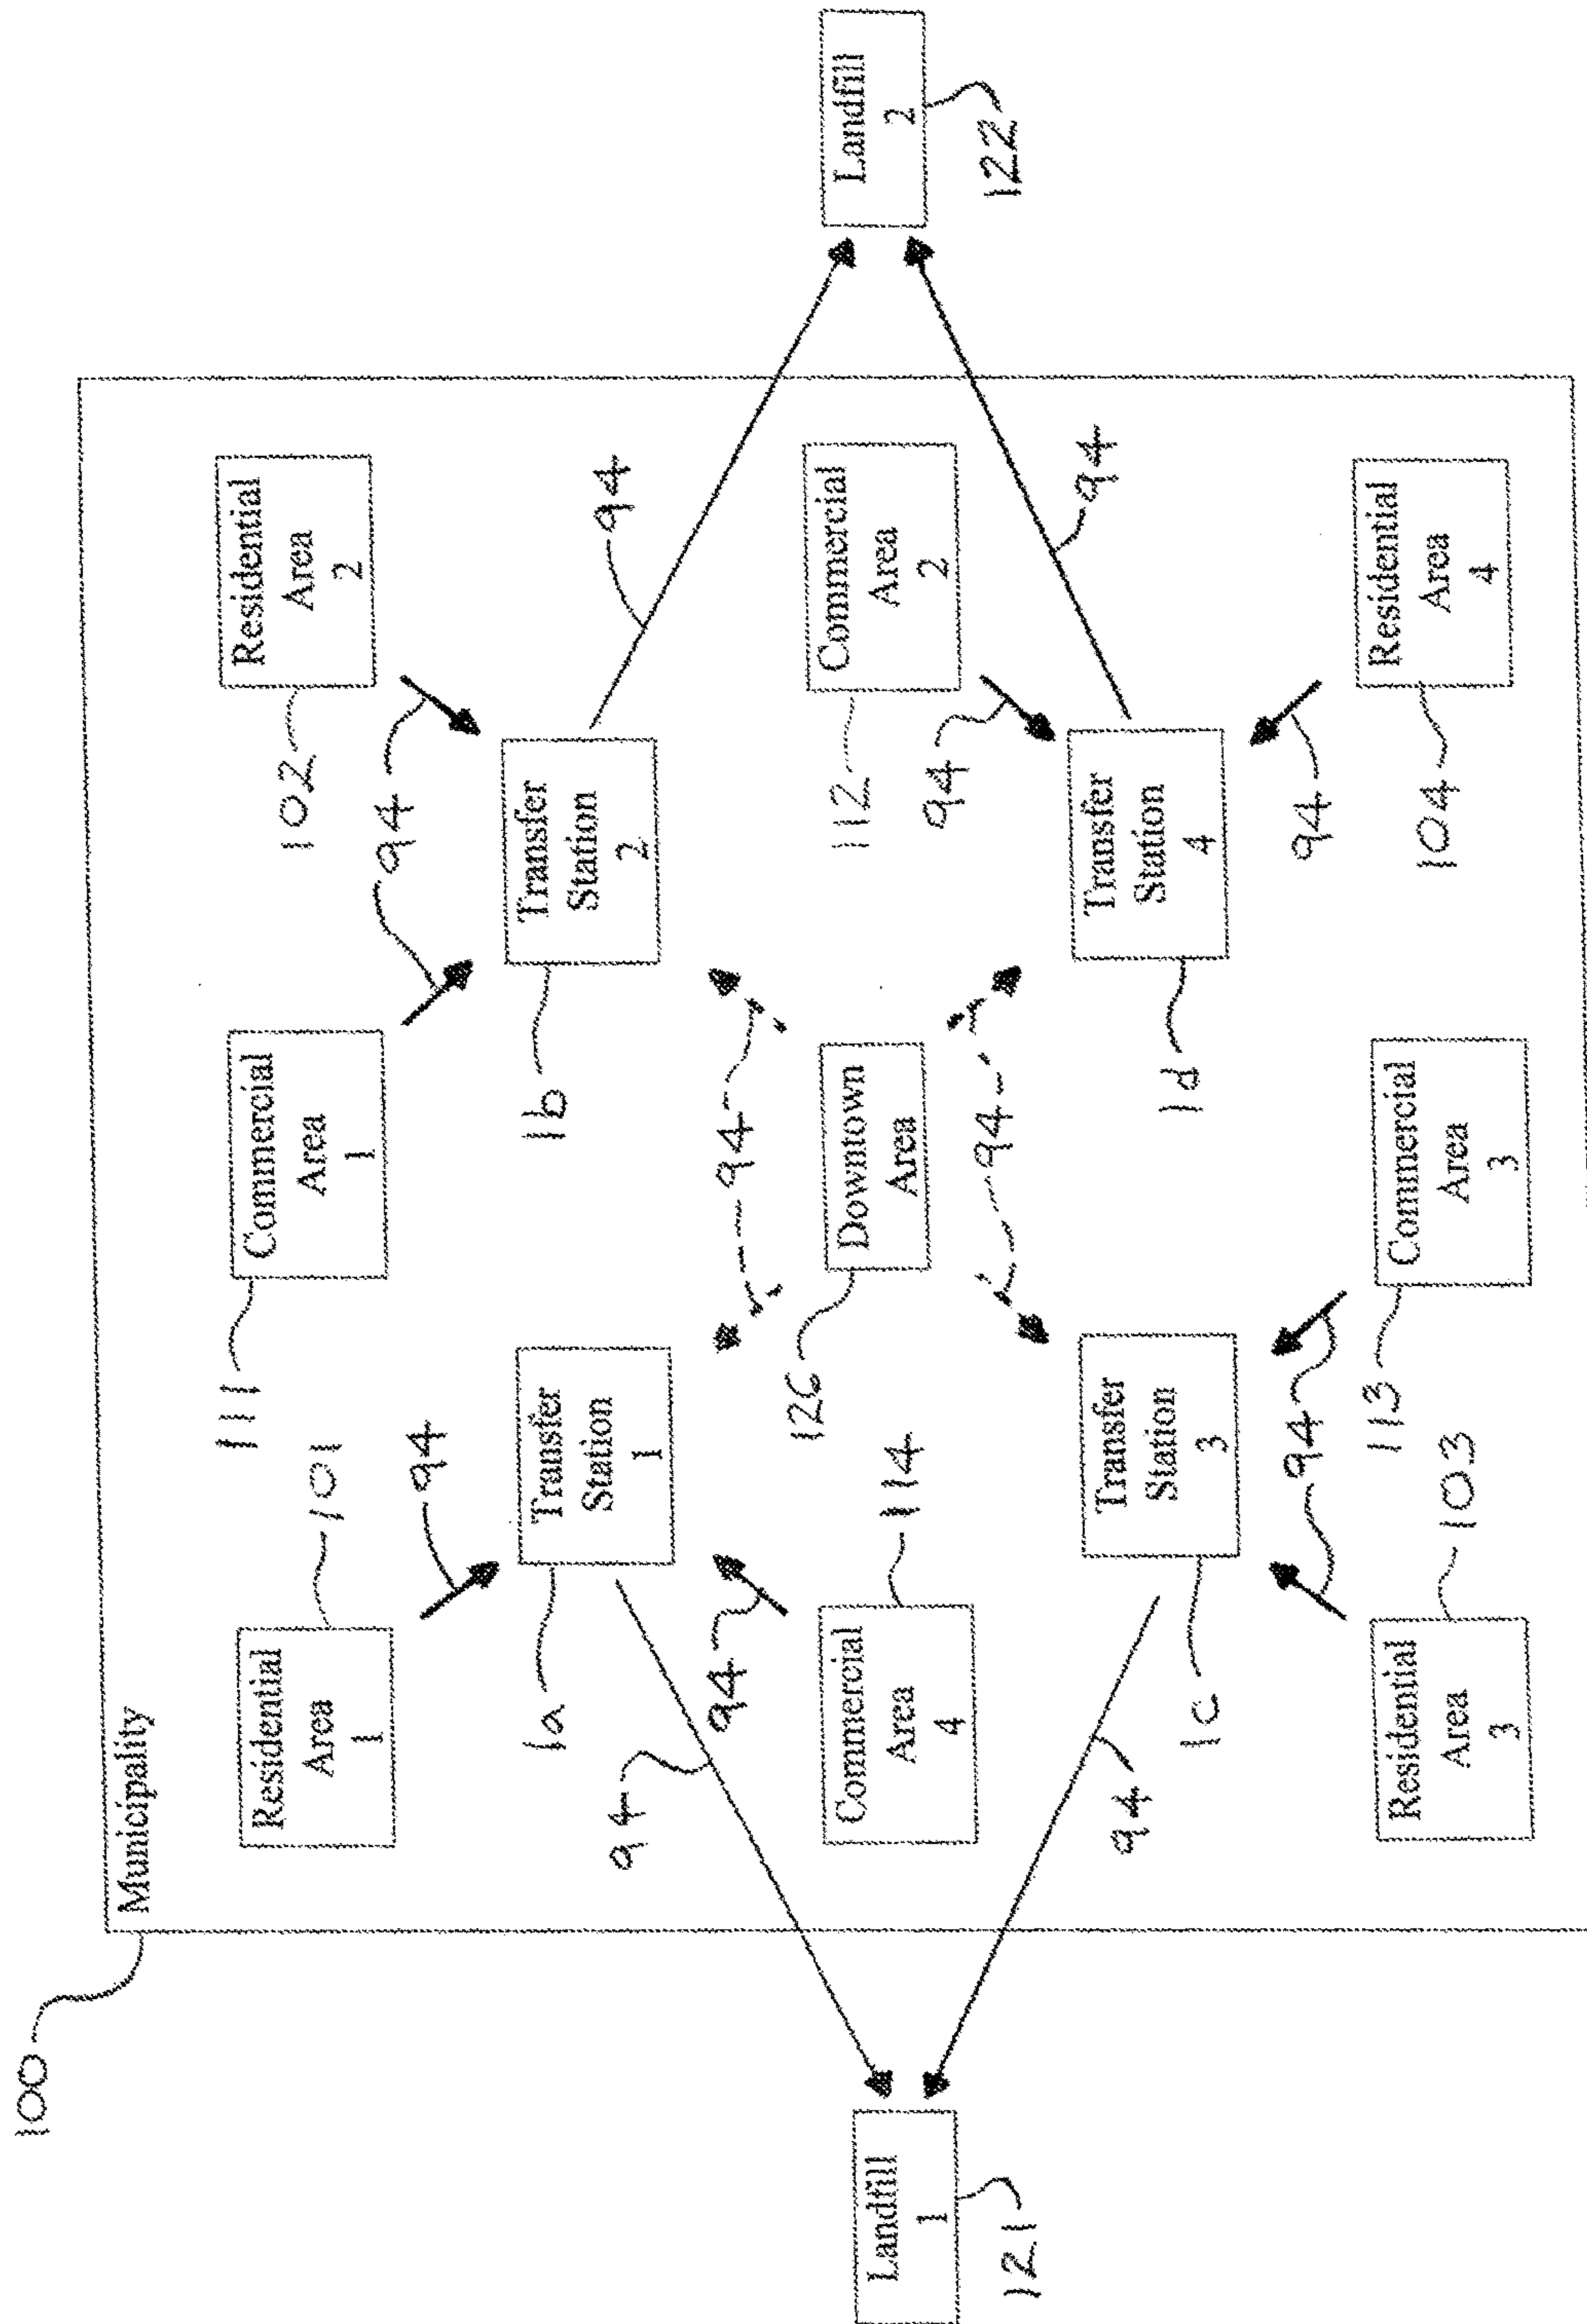 100
Municipality
Residential
Area
1
101
111
Commercial
Area
1
102
Residential
Area
2
94
94
94
1a
Transfer
Station
1
1b
Transfer
Station
2
94
94
94
Landfill
1
121
Commercial
Area
4
114
126
Downtown
Area
112
Commercial
Area
2
Landfill
2
122
94
94
94
94
1c
Transfer
Station
3
1d
Transfer
Station
4
94
94
Residential
Area
3
103
113
Commercial
Area
3
104
Residential
Area
4